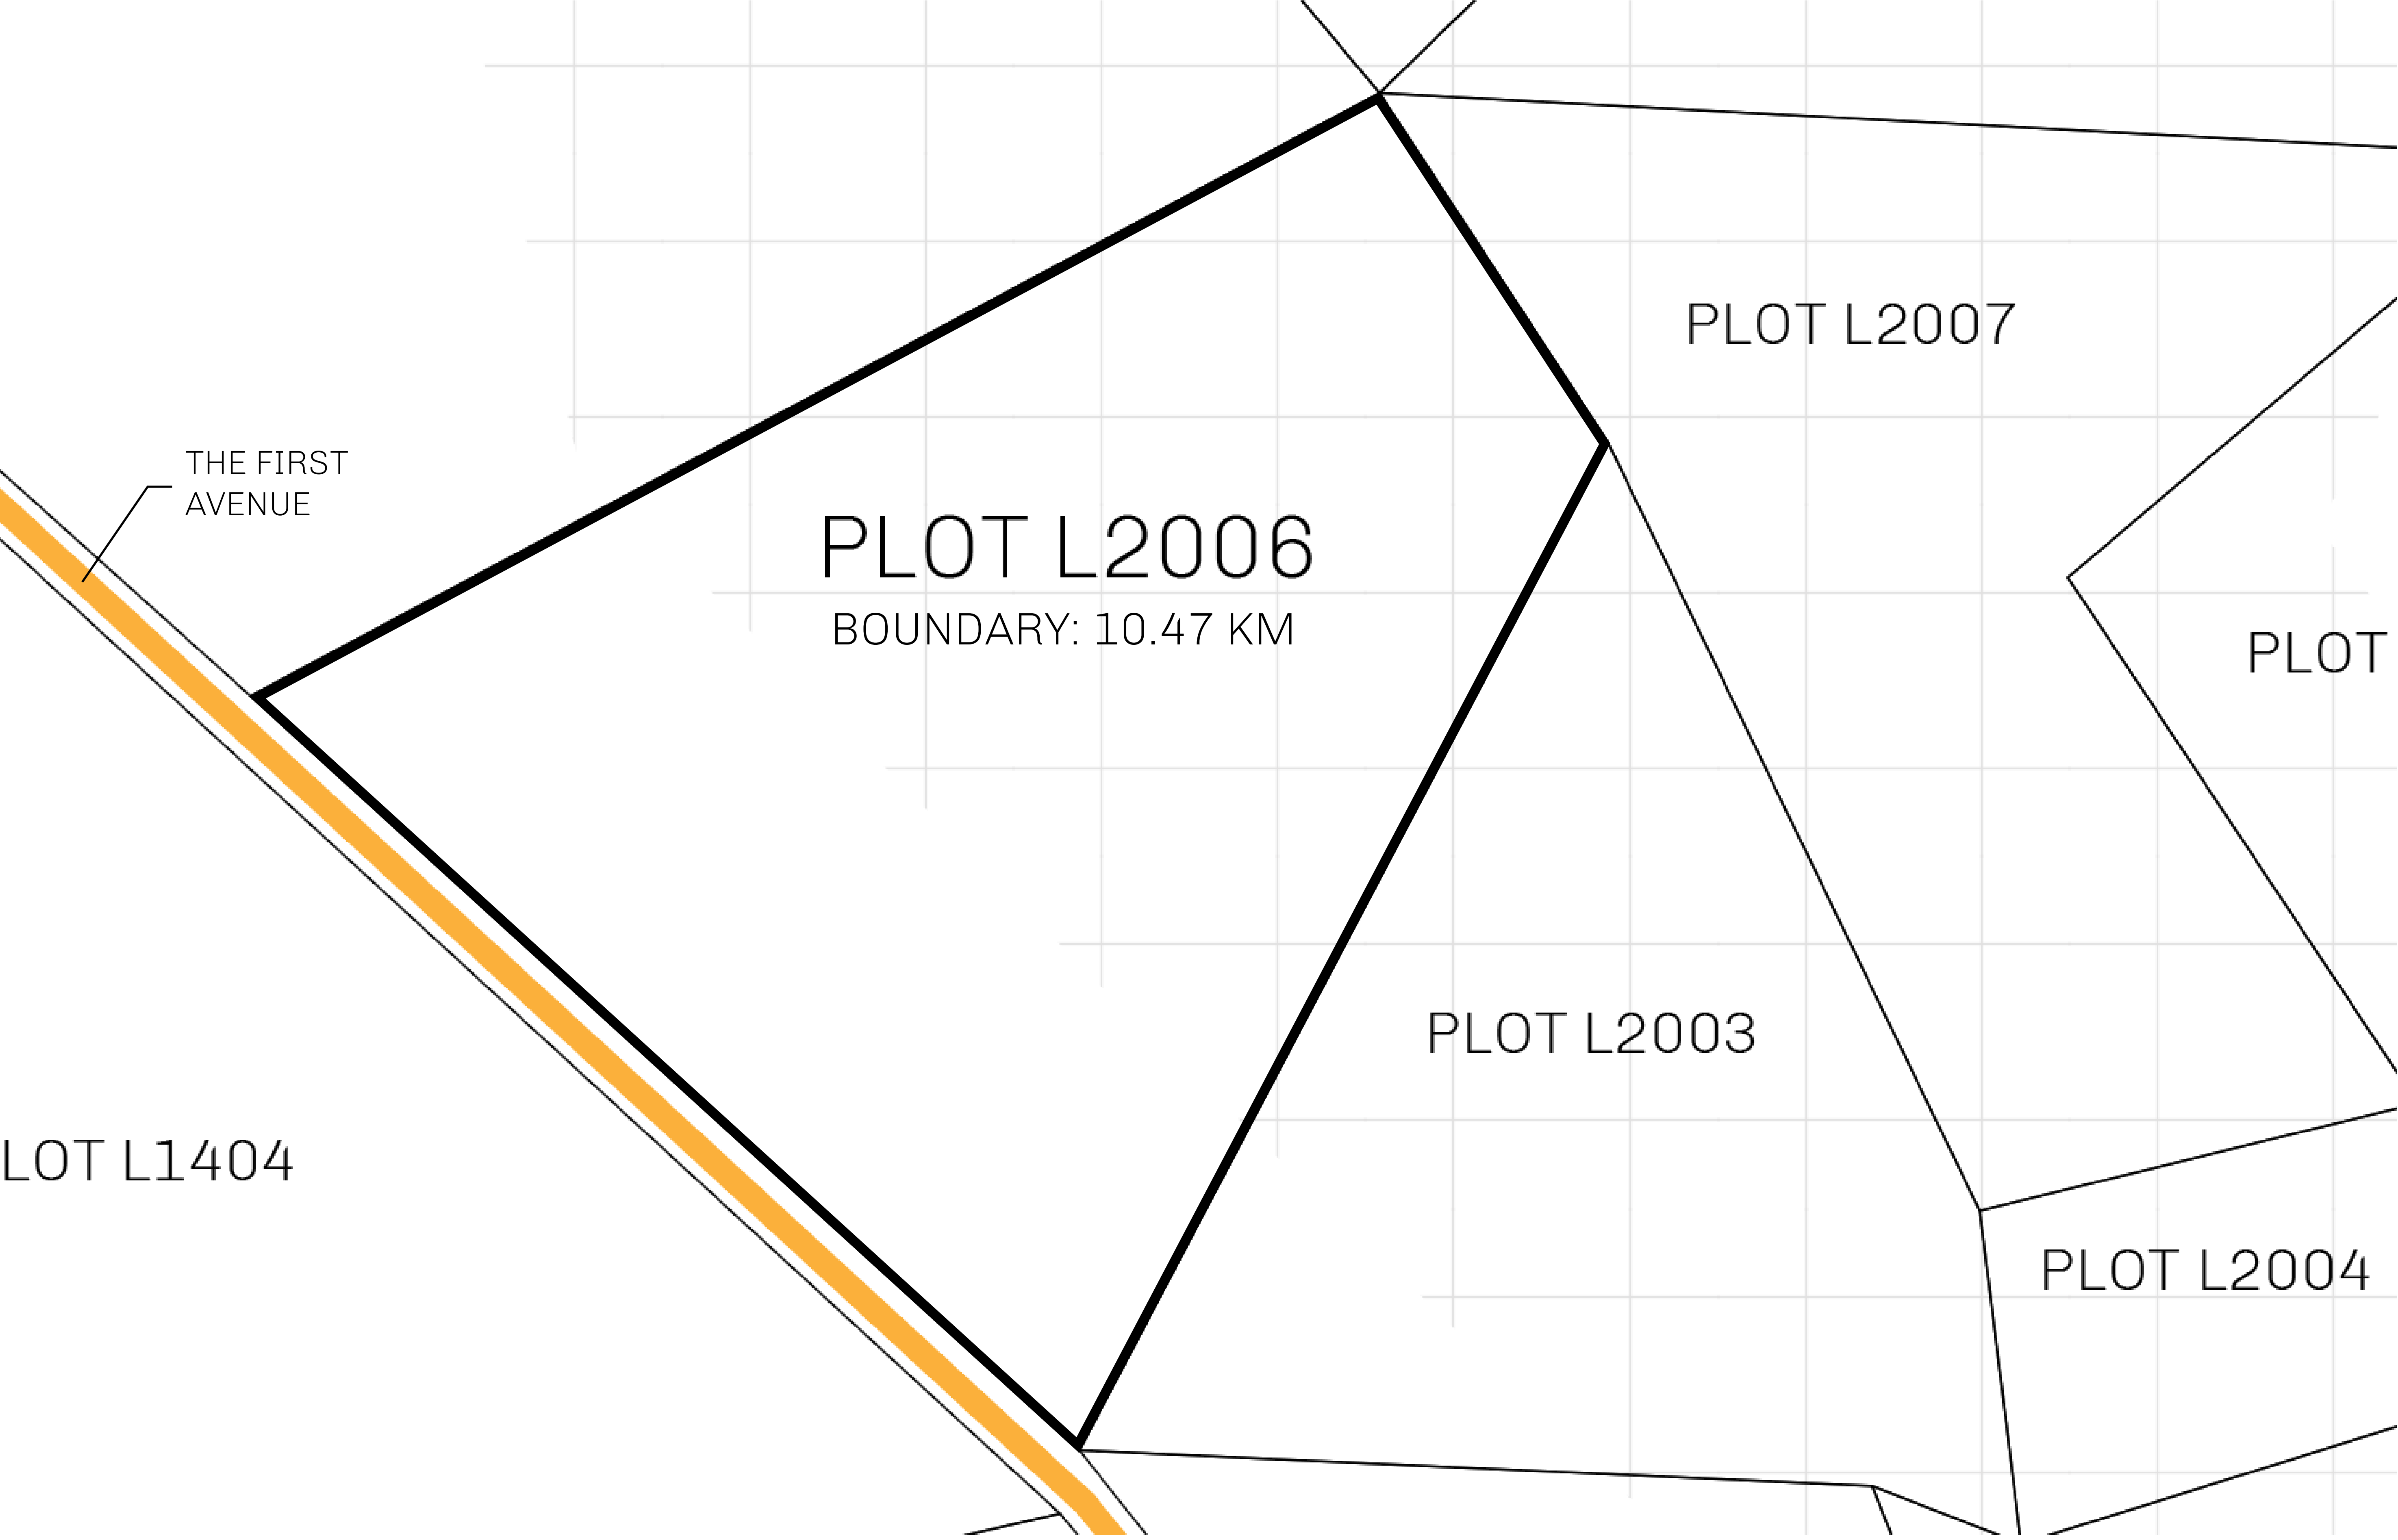 PLOT L2007
THE FIRST
AVENUE
PLOT L2006
BOUNDARY: 10.47 KM
PLOT
PLOT L2003
LOT L1404
PLOT L2004